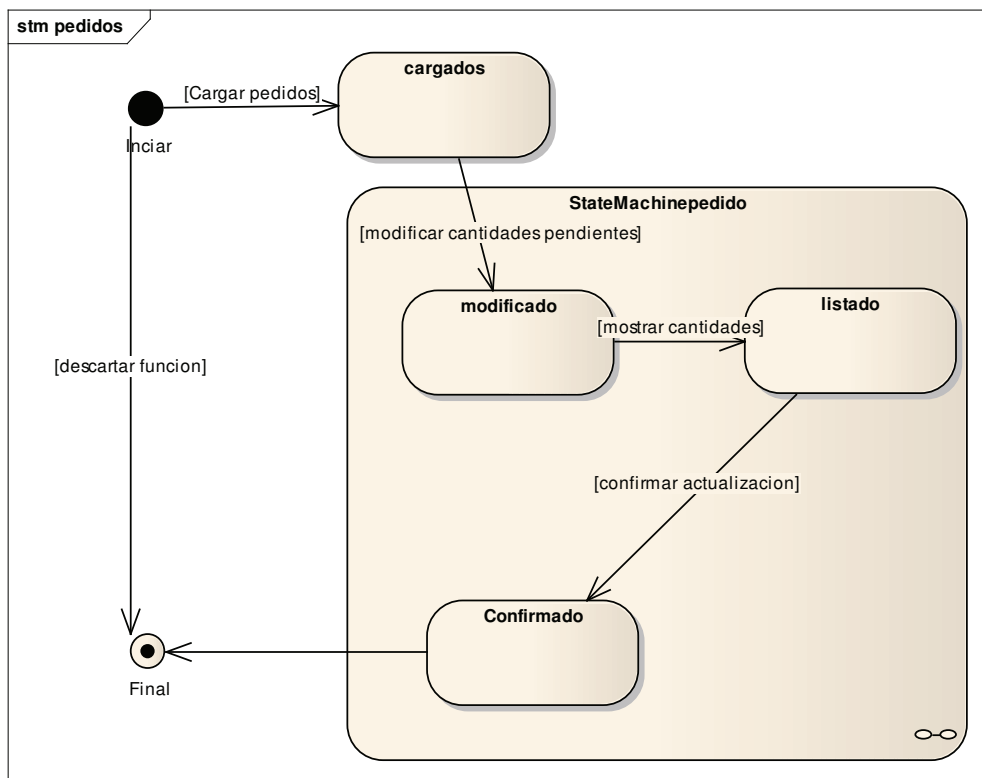 stm pedidos
cargados
[Cargar pedidos]
Inciar
StateMachinepedido
[modificar cantidades pendientes]
modificado
listado
[mostrar cantidades]
[descartar funcion]
[confirmar actualizacion]
Confirmado
Final